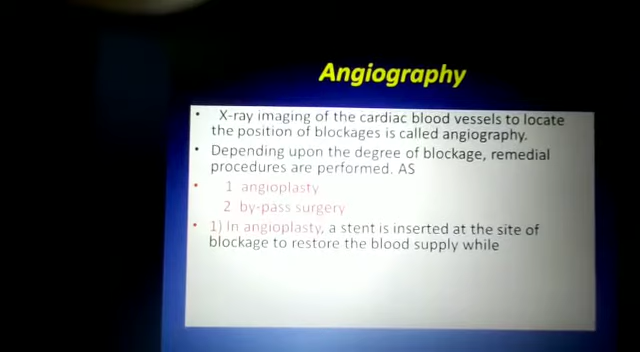 Angiography
• X-ray imaging of the cardiac blood vessels to locate
the position of blockages is called angiography.
• Depending upon the degree of blockage, remedial
procedures are performed. AS
• 1 angioplasty
2 by-pass surgery
• 1) In angioplasty, a stent is inserted at the site of
blockage to restore the blood supply while